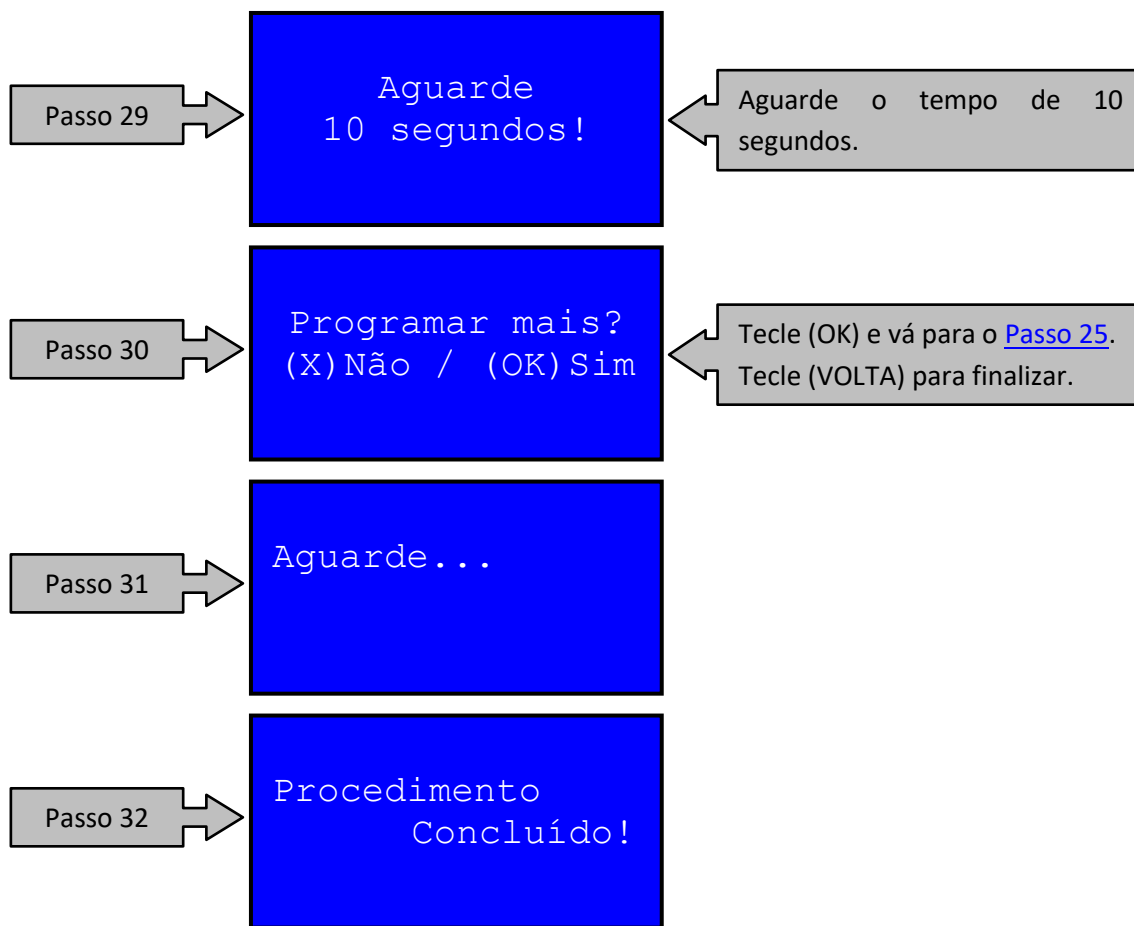 Passo 29
Aguarde
10 segundos!
Aguarde o tempo de 10
segundos.
Passo 30
Programar mais?
(X)Não / (OK)Sim
Tecle (OK) e vá para o Passo 25.
Tecle (VOLTA) para finalizar.
Passo 31
Aguarde...
Passo 32
Procedimento
Concluído!